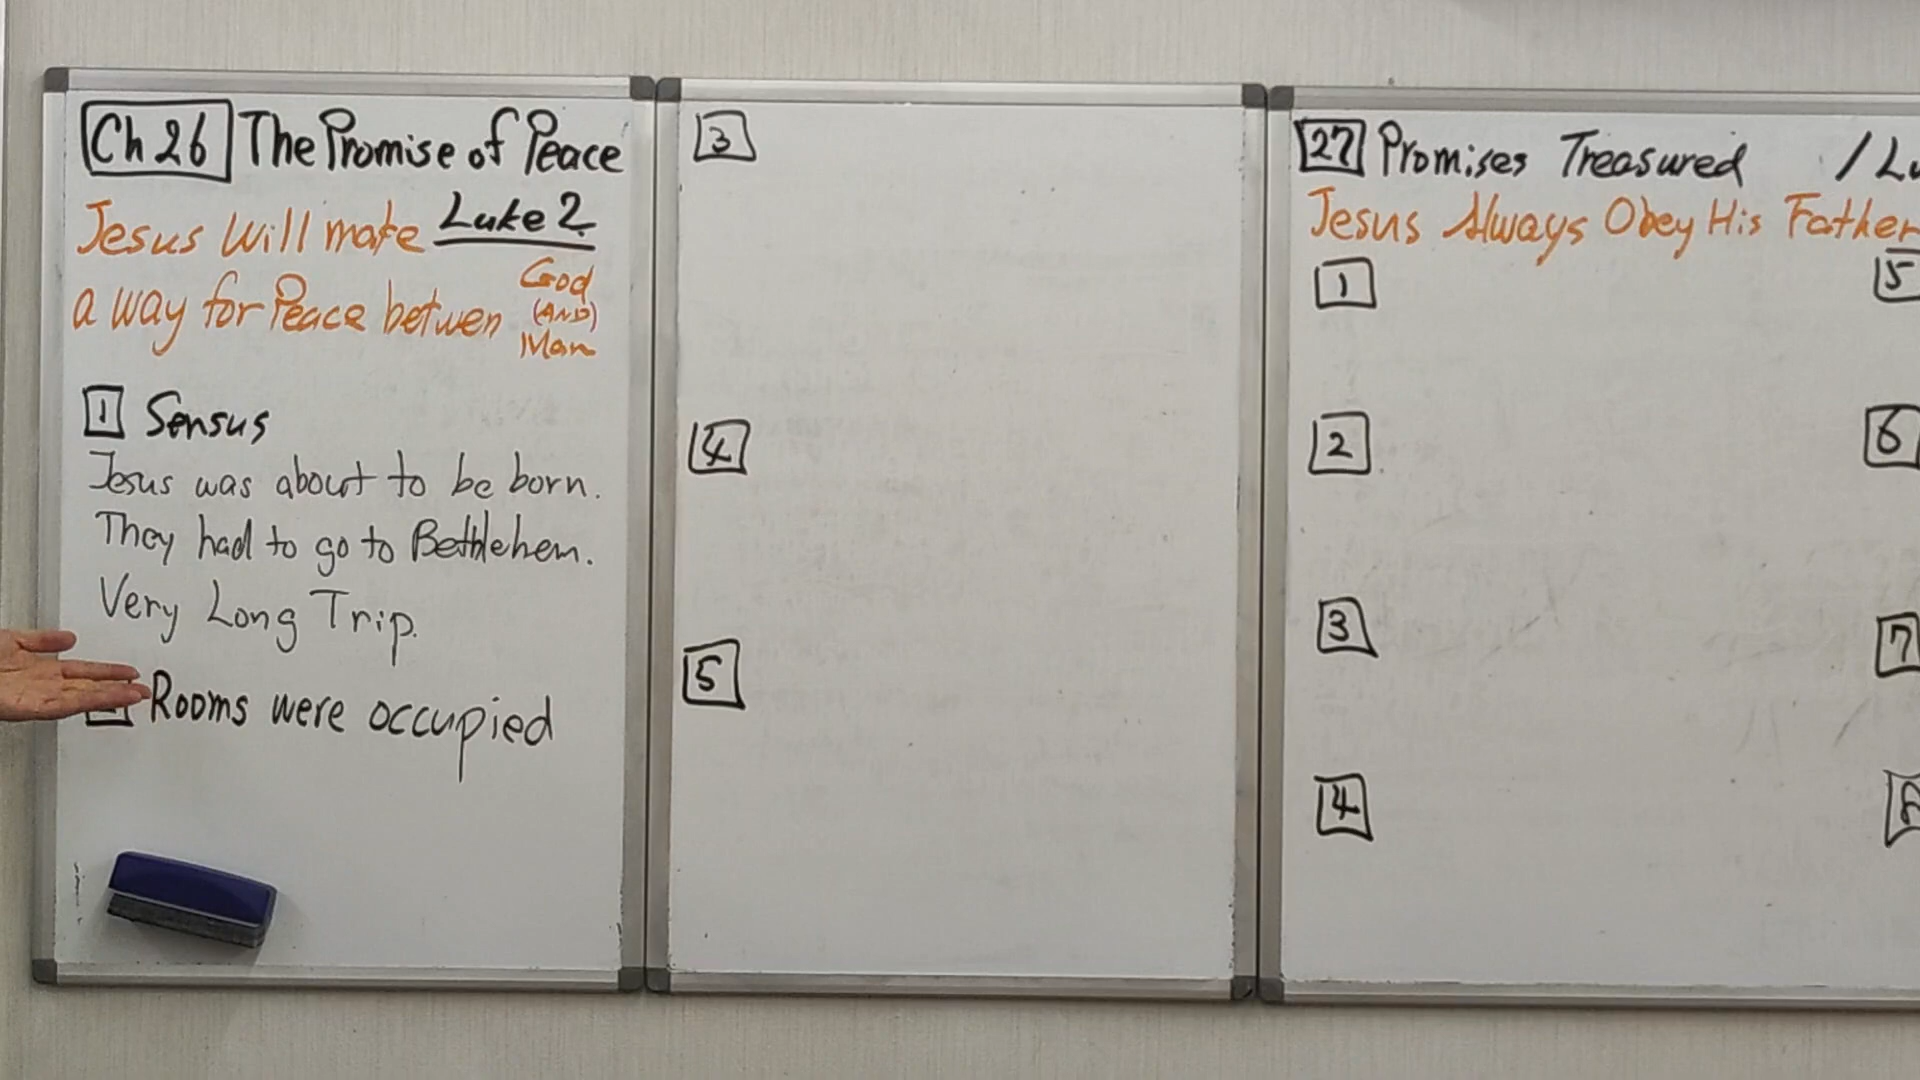 Ch 26 The Promise of Peace
Luke 2
Jesus Will make
a way for Peace betwen God (AND) Man
1 Sensus
Jesus was about to be born.
They had to go to Bethlehem.
Very Long Trip.
Rooms were occupied
3
4
5
27 Promises Treasured /Lu
Jesus Always Obey His Father
1
2
3
4
5
6
7